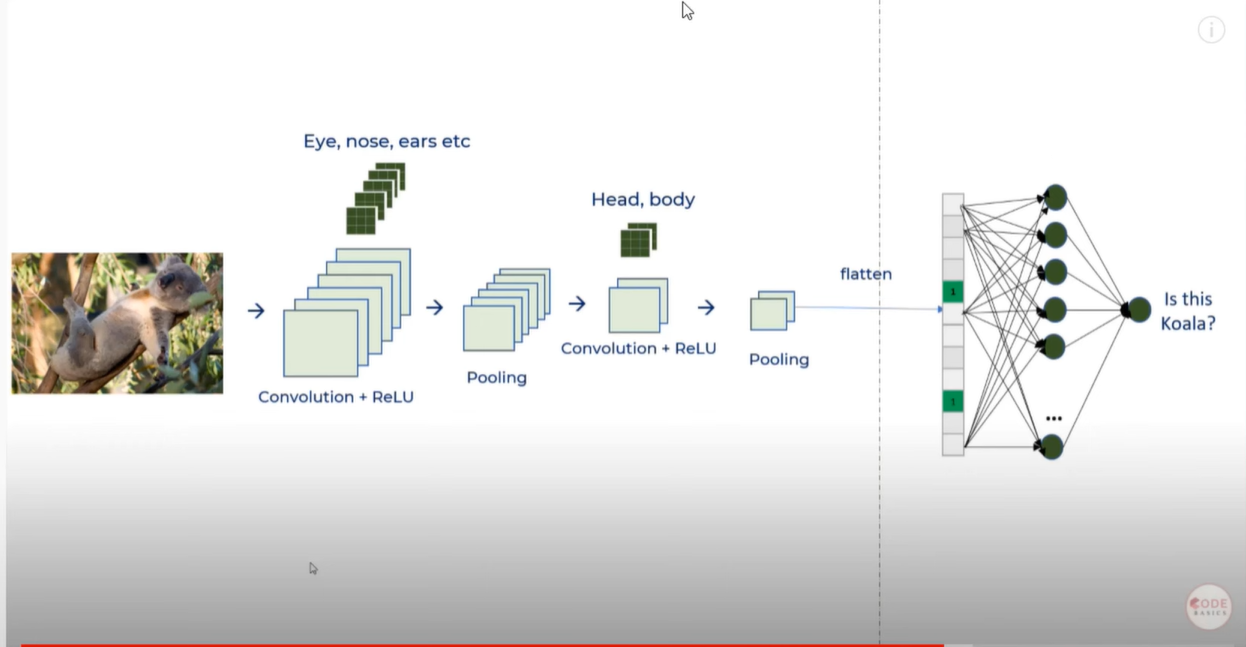 Eye, nose, ears etc
Head, body
flatten
1
1
Is this
Koala?
Convolution + ReLU
Pooling
Convolution + ReLU
Pooling
...
CODE
BASICS